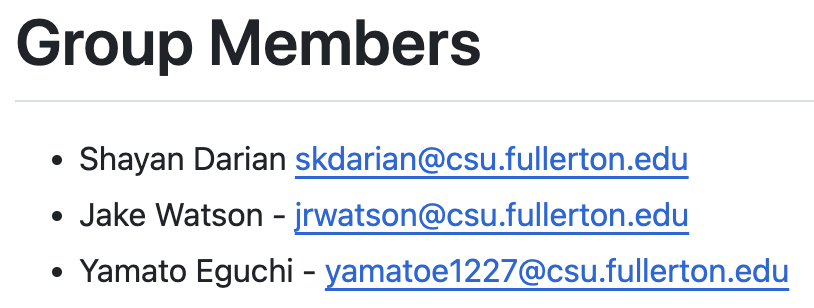 Group Members
Shayan Darian skdarian@csu.fullerton.edu
Jake Watson - jrwatson@csu.fullerton.edu
Yamato Eguchi - yamatoe1227@csu.fullerton.edu